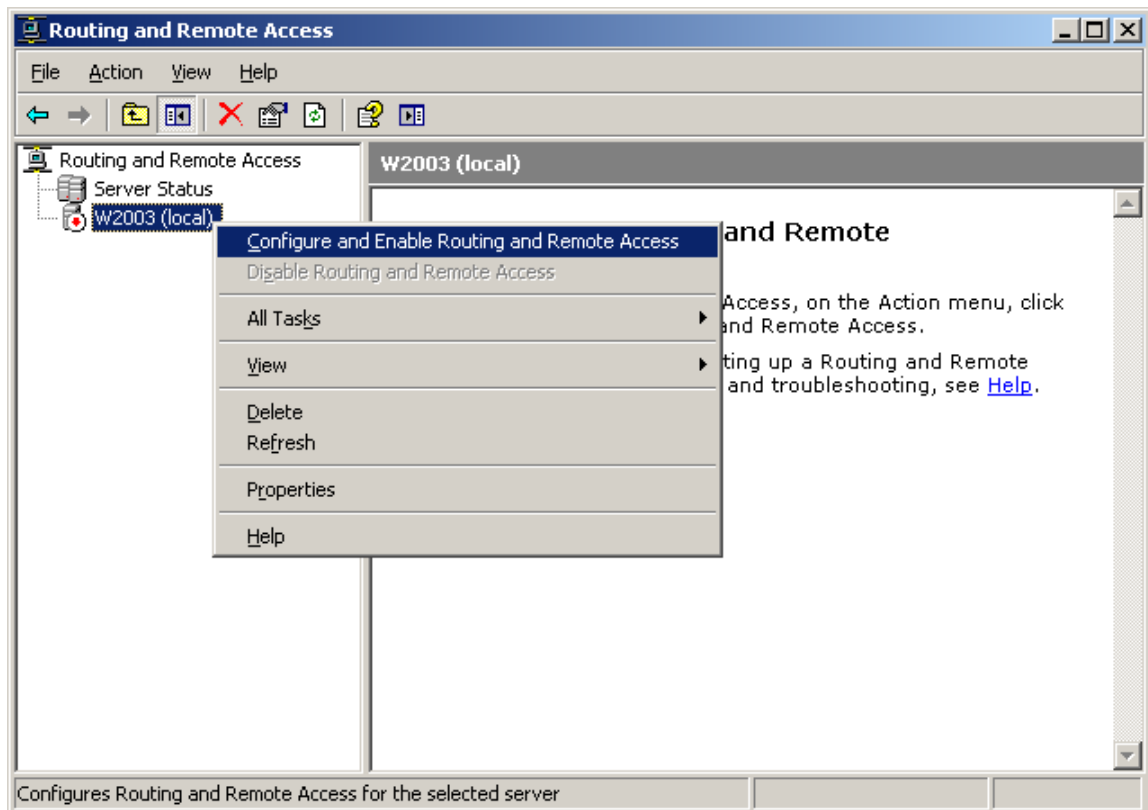 Routing and Remote Access
File Action View Help
Routing and Remote Access
Server Status
W2003 (local)
W2003 (local)
Configure and Enable Routing and Remote Access
Disable Routing and Remote Access
All Tasks
View
Delete
Refresh
Properties
Help
and Remote
Access, on the Action menu, click
and Remote Access.
ting up a Routing and Remote
and troubleshooting, see Help.
Configures Routing and Remote Access for the selected server